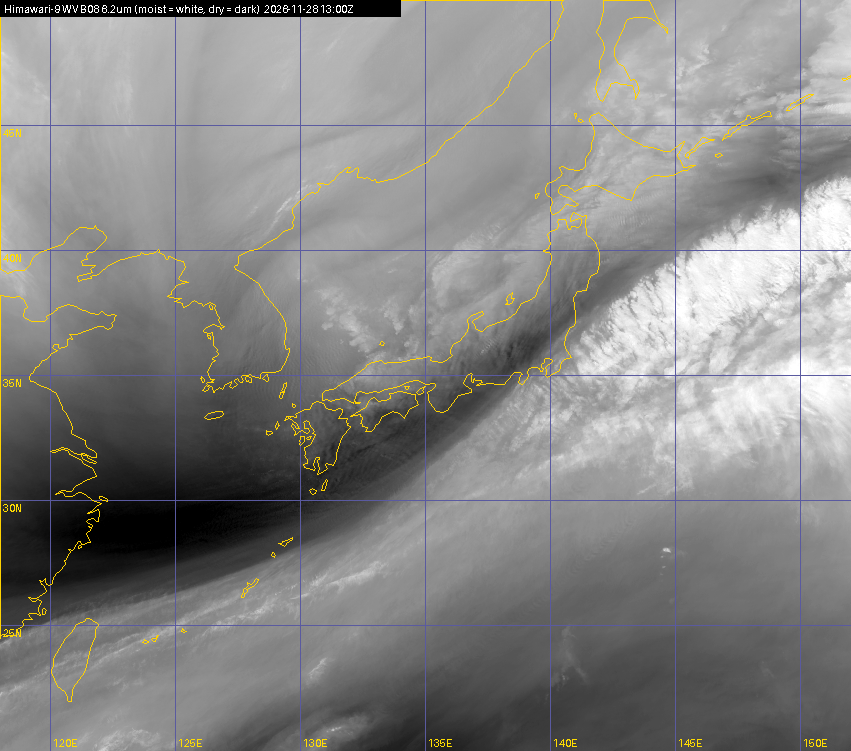 Himawari-9 WV B08 6.2um (moist = white, dry = dark) 2026-11-28 13:00Z
45N
40N
35N
30N
25N
120E 125E 130E 135E 140E 145E 150E